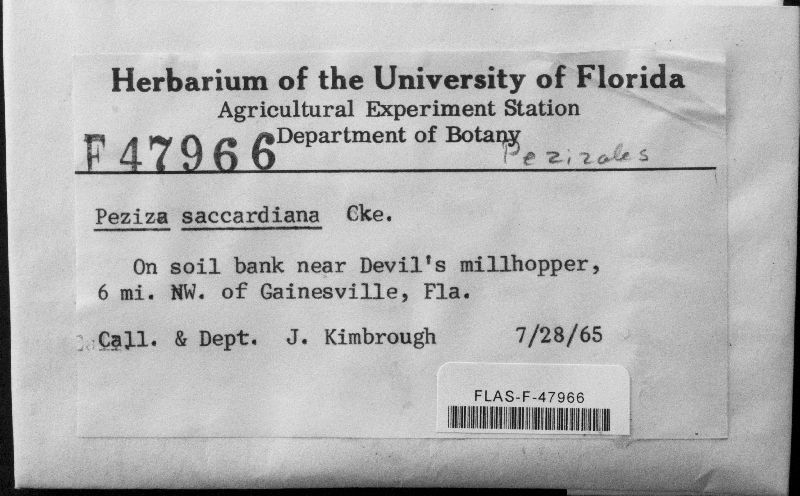 Herbarium of the University of Florida
Agricultural Experiment Station
Department of Botany
F 47966
Pezizales
Peziza saccardiana Cke.
On soil bank near Devil's millhopper,
6 mi. NW. of Gainesville, Fla.
Call. & Dept. J. Kimbrough 7/28/65
FLAS-F-47966